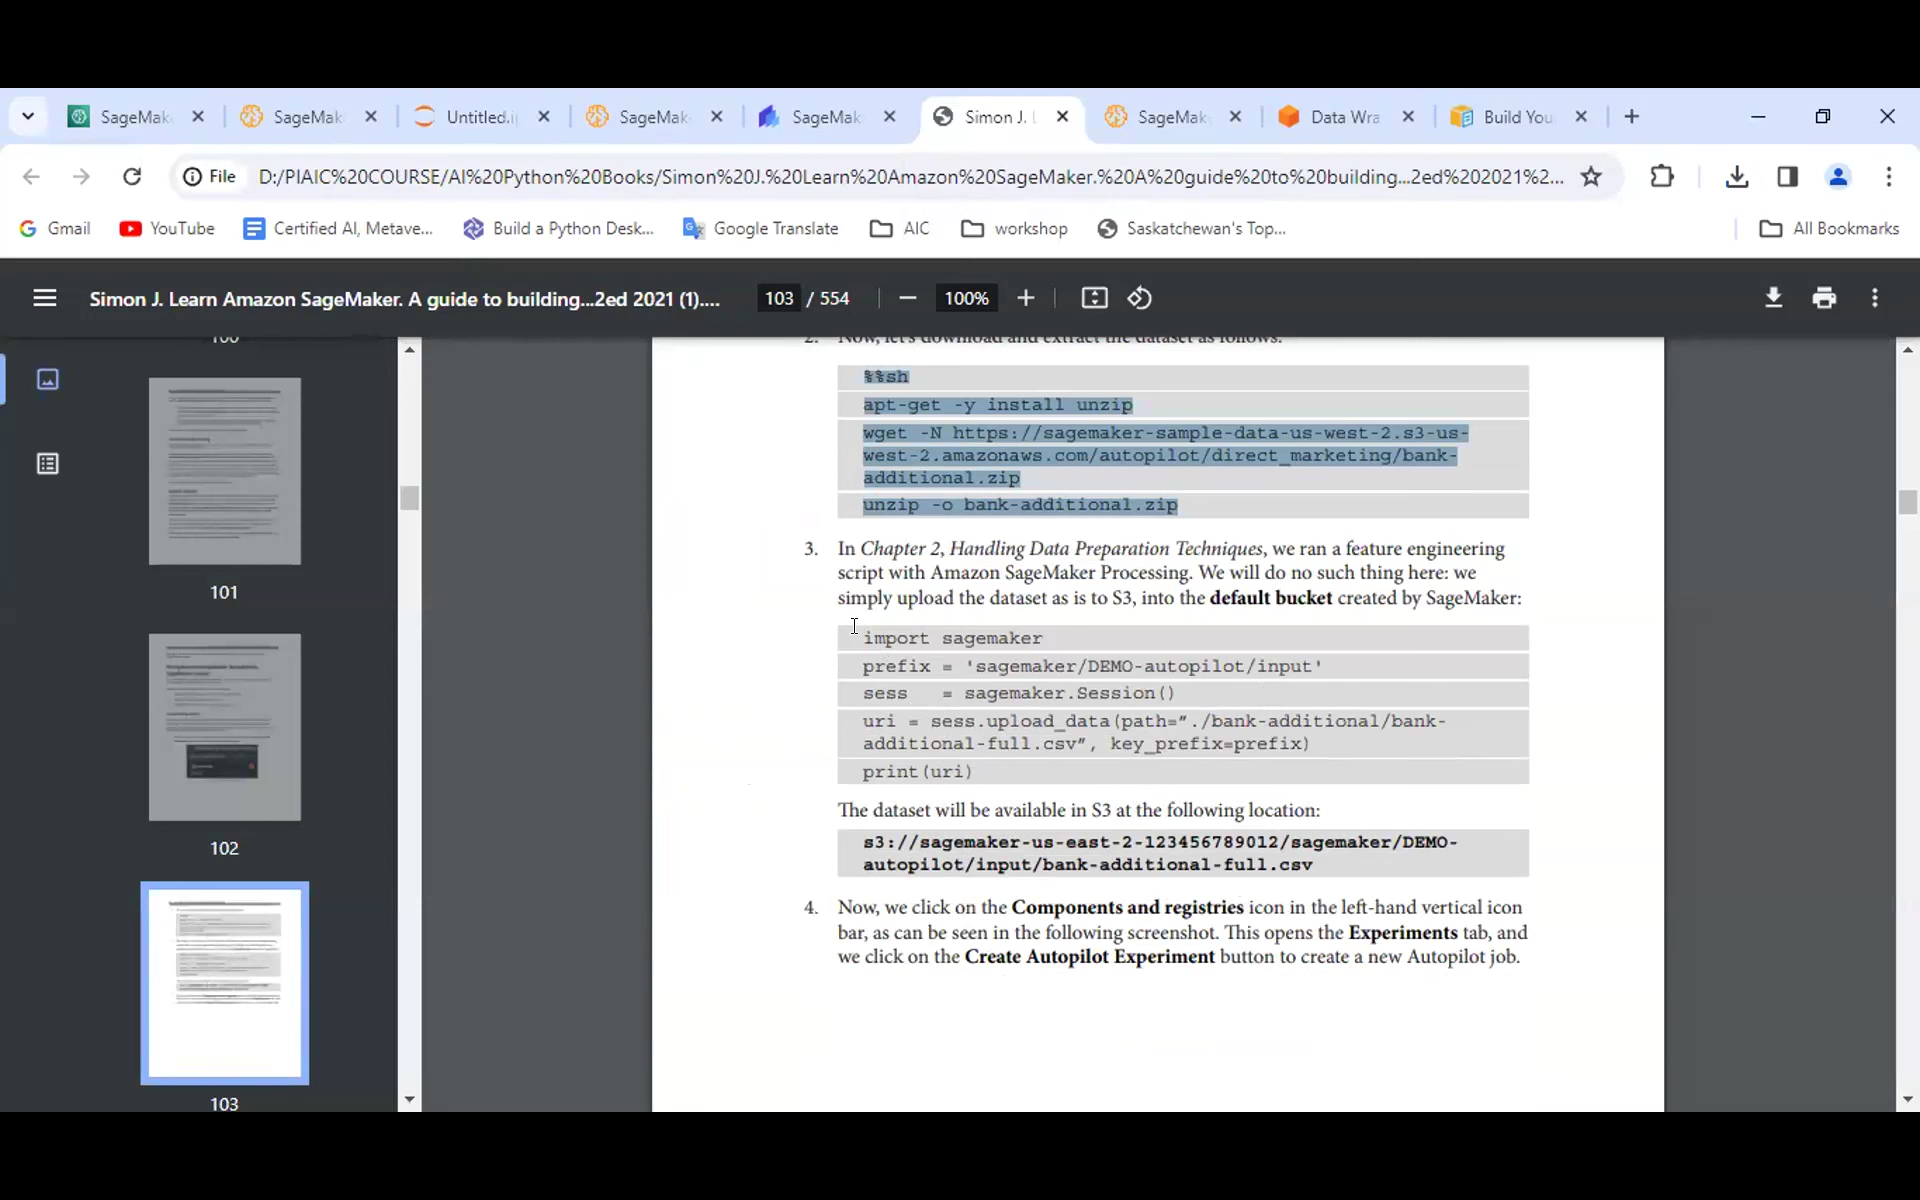 SageMak
SageMak
Untitled.i
SageMak
SageMak
Simon J. L
SageMak
Data Wra
Build You
File
D:/PIAIC%20COURSE/AI%20Python%20Books/Simon%20J.%20Learn%20Amazon%20SageMaker.%20A%20guide%20to%20building...2ed%202021%2...
Gmail
YouTube
Certified AI, Metave...
Build a Python Desk...
Google Translate
AIC
workshop
Saskatchewan's Top...
All Bookmarks
Simon J. Learn Amazon SageMaker. A guide to building...2ed 2021 (1)....
103 / 554
100%
100
101
102
103
2. Now, let's download and extract the dataset as follows:
%%sh
apt-get -y install unzip
wget -N https://sagemaker-sample-data-us-west-2.s3-us-
west-2.amazonaws.com/autopilot/direct_marketing/bank-
additional.zip
unzip -o bank-additional.zip
3. In Chapter 2, Handling Data Preparation Techniques, we ran a feature engineering
script with Amazon SageMaker Processing. We will do no such thing here: we
simply upload the dataset as is to S3, into the default bucket created by SageMaker:
import sagemaker
prefix = 'sagemaker/DEMO-autopilot/input'
sess   = sagemaker.Session()
uri = sess.upload_data(path="./bank-additional/bank-
additional-full.csv", key_prefix=prefix)
print(uri)
The dataset will be available in S3 at the following location:
s3://sagemaker-us-east-2-123456789012/sagemaker/DEMO-
autopilot/input/bank-additional-full.csv
4. Now, we click on the Components and registries icon in the left-hand vertical icon
bar, as can be seen in the following screenshot. This opens the Experiments tab, and
we click on the Create Autopilot Experiment button to create a new Autopilot job.